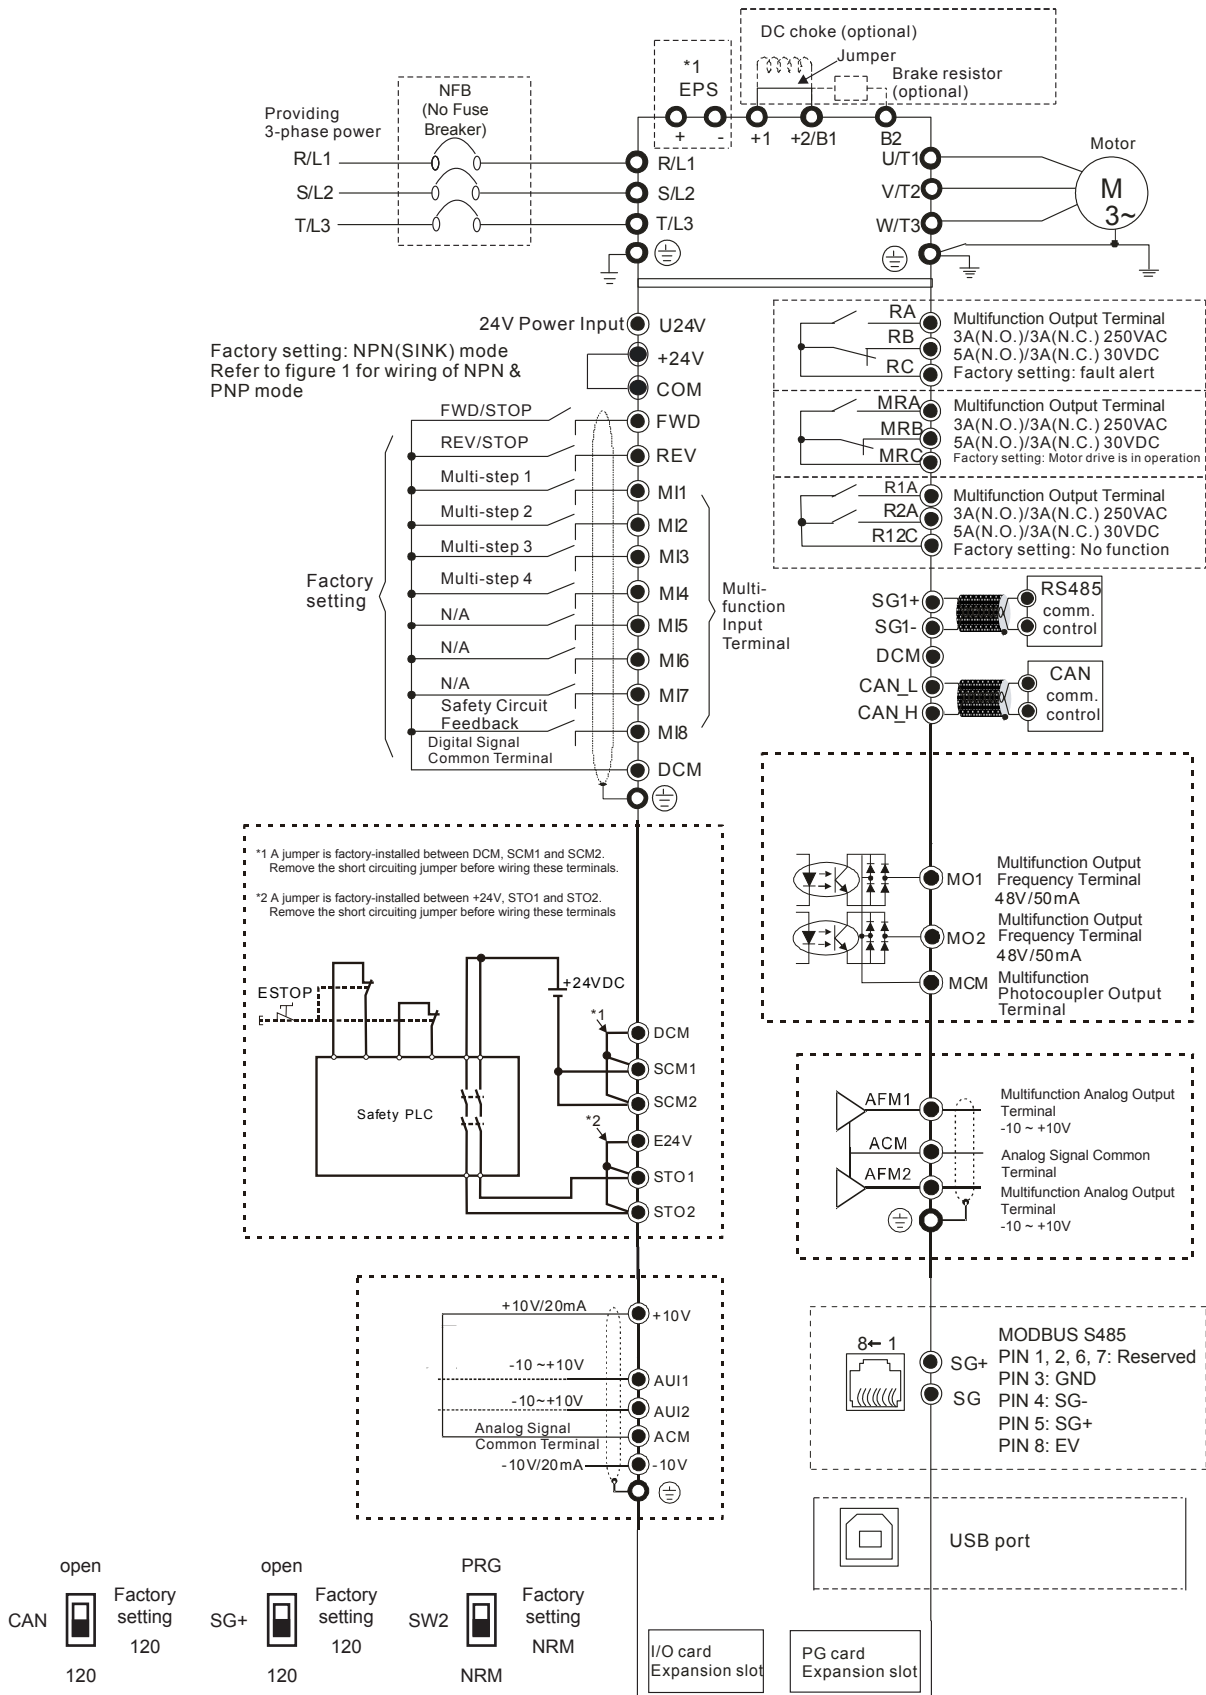 DC choke (optional)
Jumper
Brake resistor
(optional)
*1
EPS
+
-
+1
+2/B1
B2
NFB
(No Fuse
Breaker)
Providing
3-phase power
R/L1
S/L2
T/L3
R/L1
S/L2
T/L3
U/T1
V/T2
W/T3
Motor
M
3~
24V Power Input
U24V
Factory setting: NPN(SINK) mode
Refer to figure 1 for wiring of NPN &
PNP mode
+24V
COM
FWD/STOP
FWD
REV/STOP
REV
Multi-step 1
MI1
Multi-step 2
MI2
Multi-step 3
MI3
Multi-step 4
MI4
N/A
MI5
N/A
MI6
N/A
MI7
Safety Circuit
Feedback
MI8
Digital Signal
Common Terminal
DCM
Factory
setting
Multi-
function
Input
Terminal
RA
RB
RC
Multifunction Output Terminal
3A(N.O.)/3A(N.C.) 250VAC
5A(N.O.)/3A(N.C.) 30VDC
Factory setting: fault alert
MRA
MRB
MRC
Multifunction Output Terminal
3A(N.O.)/3A(N.C.) 250VAC
5A(N.O.)/3A(N.C.) 30VDC
Factory setting: Motor drive is in operation
R1A
R2A
R12C
Multifunction Output Terminal
3A(N.O.)/3A(N.C.) 250VAC
5A(N.O.)/3A(N.C.) 30VDC
Factory setting: No function
SG1+
SG1-
DCM
CAN_L
CAN_H
RS485
comm.
control
CAN
comm.
control
*1 A jumper is factory-installed between DCM, SCM1 and SCM2.
Remove the short circuiting jumper before wiring these terminals.
*2 A jumper is factory-installed between +24V, STO1 and STO2.
Remove the short circuiting jumper before wiring these terminals
ESTOP
Safety PLC
+24VDC
*1
DCM
SCM1
SCM2
*2
E24V
STO1
STO2
MO1
Multifunction Output
Frequency Terminal
48V/50mA
MO2
Multifunction Output
Frequency Terminal
48V/50mA
MCM
Multifunction
Photocoupler Output
Terminal
AFM1
Multifunction Analog Output
Terminal
-10 ~ +10V
ACM
Analog Signal Common
Terminal
AFM2
Multifunction Analog Output
Terminal
-10 ~ +10V
+10V/20mA
+10V
-10 ~+10V
AUI1
-10~+10V
AUI2
Analog Signal
Common Terminal
ACM
-10V/20mA
-10V
8← 1
SG+
SG
MODBUS S485
PIN 1, 2, 6, 7: Reserved
PIN 3: GND
PIN 4: SG-
PIN 5: SG+
PIN 8: EV
USB port
open
CAN
Factory
setting
120
120
open
SG+
Factory
setting
120
120
PRG
SW2
Factory
setting
NRM
NRM
I/O card
Expansion slot
PG card
Expansion slot